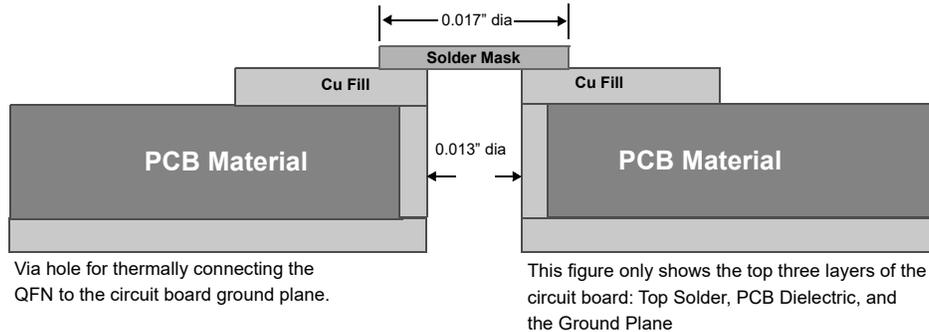 0.017” dia
Solder Mask
Cu Fill
Cu Fill
PCB Material
0.013” dia
PCB Material
Via hole for thermally connecting the
QFN to the circuit board ground plane.
This figure only shows the top three layers of the
circuit board: Top Solder, PCB Dielectric, and
the Ground Plane